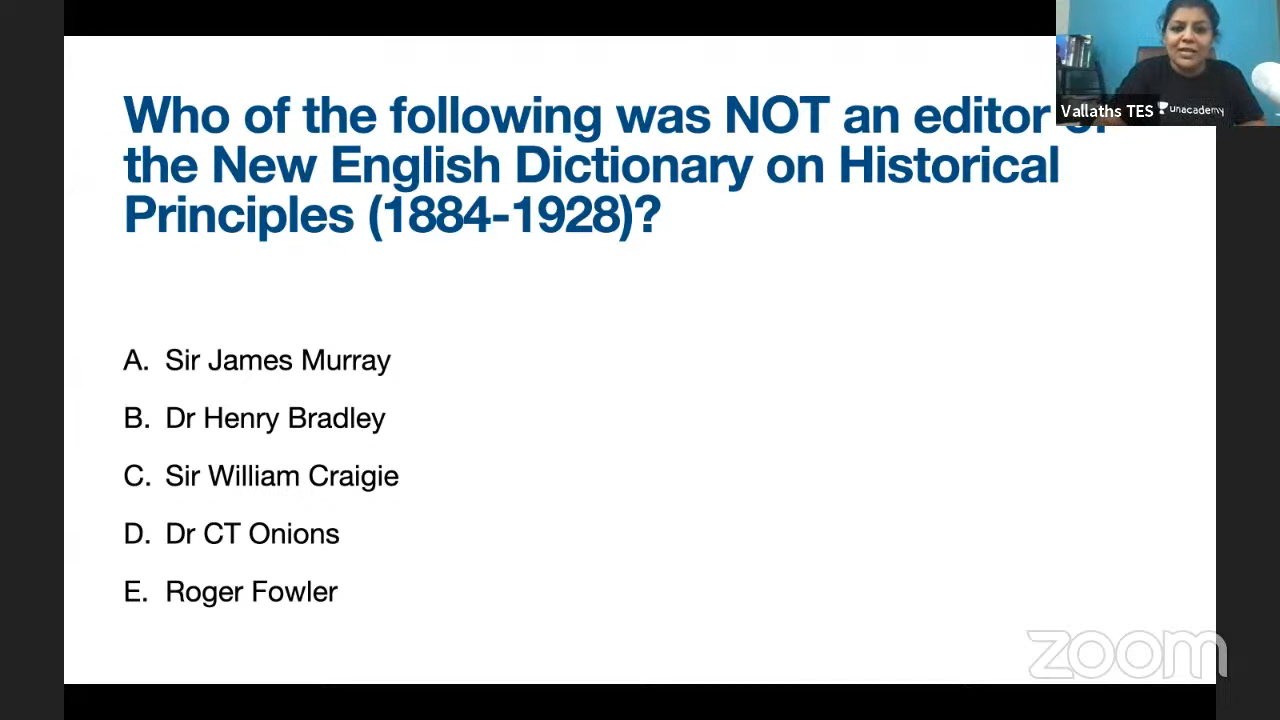 Who of the following was NOT an editor of
the New English Dictionary on Historical
Principles (1884-1928)?
A. Sir James Murray
B. Dr Henry Bradley
C. Sir William Craigie
D. Dr CT Onions
E. Roger Fowler
Vallaths TES
unacademy
zoom